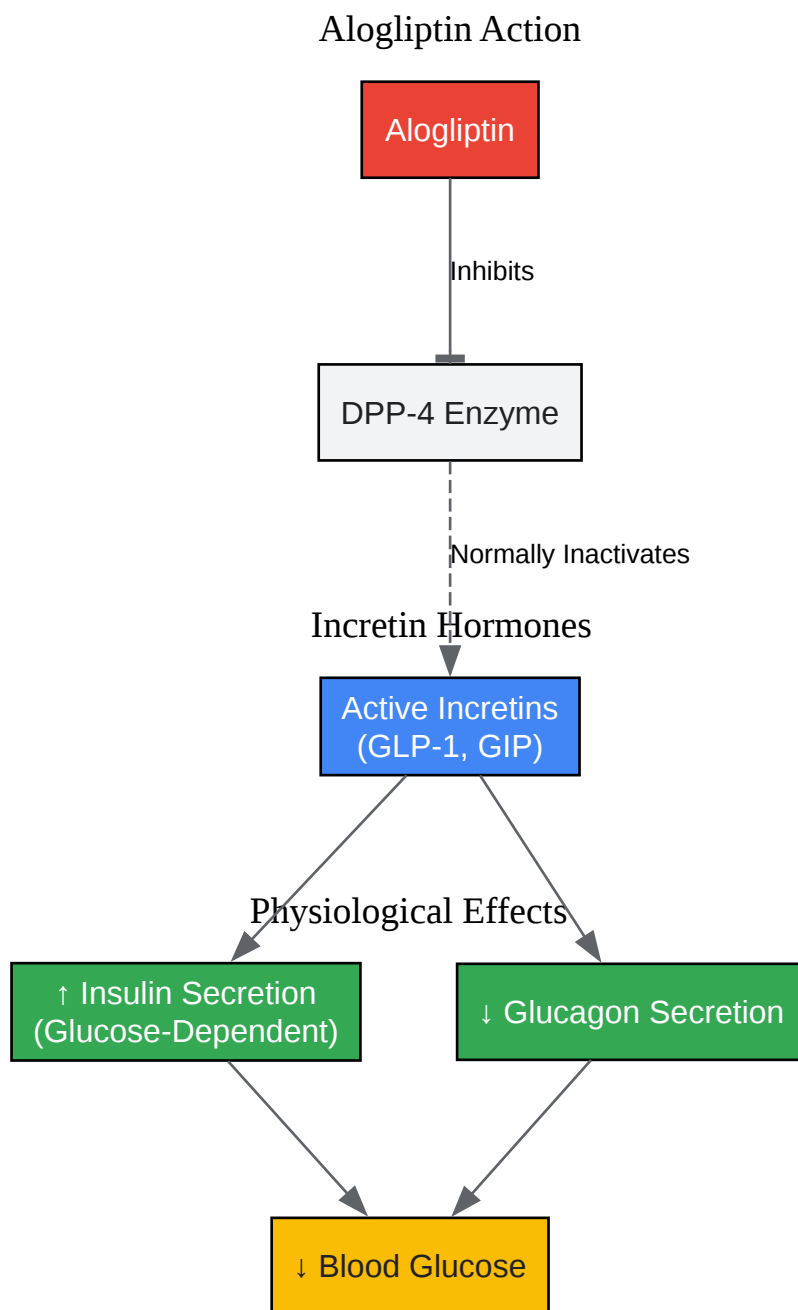 Alogliptin Action
Alogliptin
Inhibits
DPP-4 Enzyme
Normally Inactivates
Incretin Hormones
Active Incretins
(GLP-1, GIP)
Physiological Effects
↑ Insulin Secretion
(Glucose-Dependent)
↓ Glucagon Secretion
↓ Blood Glucose